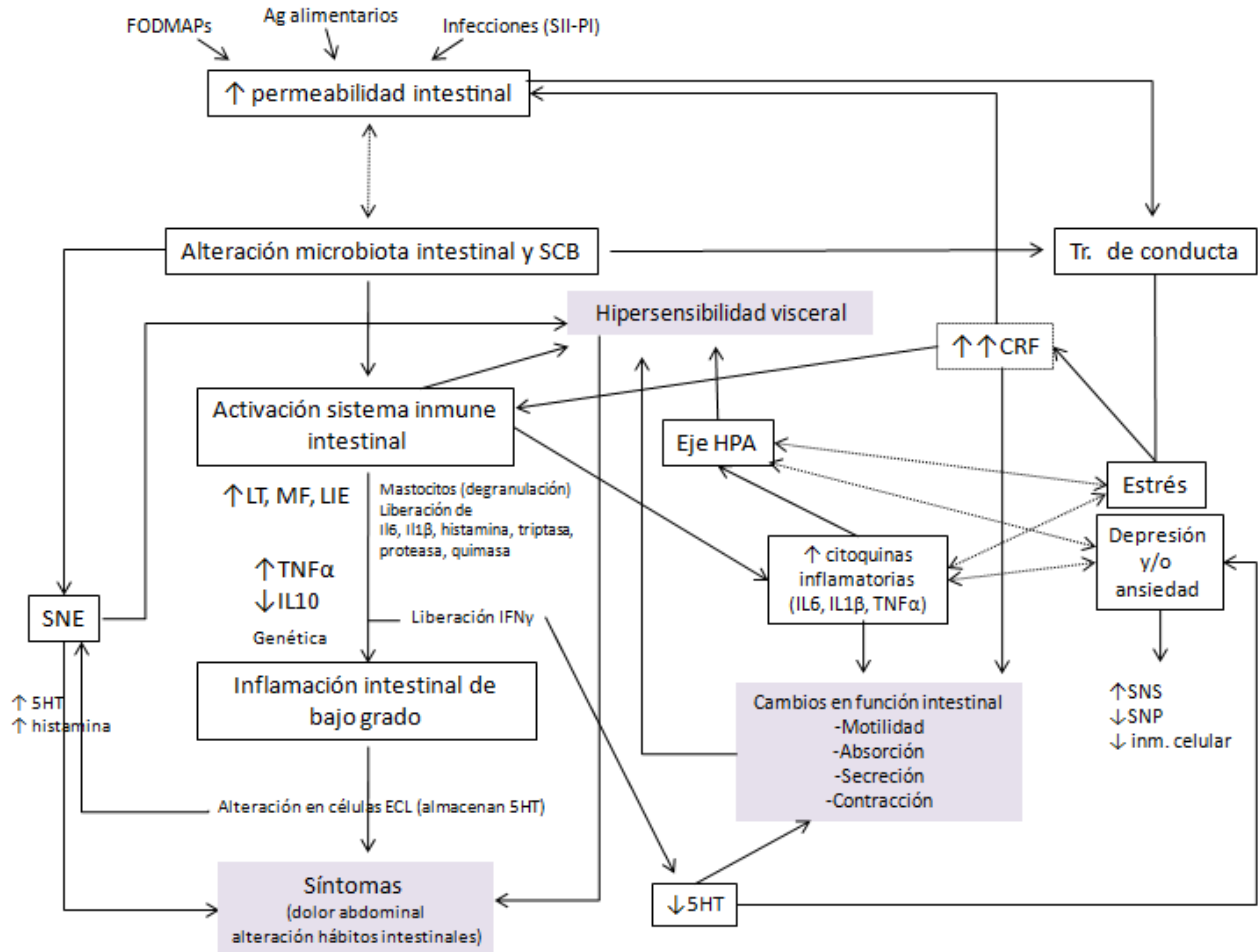 Ag alimentarios
FODMAPs
Infecciones (SII-PI)
↑ permeabilidad intestinal
Alteración microbiota intestinal y SCB
Tr. de conducta
Hipersensibilidad visceral
↑↑CRF
Activación sistema inmune
intestinal
Eje HPA
Estrés
↑LT, MF, LIE
Mastocitos (degranulación)
Liberación de
Il6, Il1β, histamina, triptasa,
proteasa, quimasa
↑ citoquinas
inflamatorias
(IL6, IL1β, TNFα)
Depresión
y/o
ansiedad
↑TNFα
↓IL10
SNE
Genética
Liberación IFNγ
Inflamación intestinal de
bajo grado
↑ 5HT
↑ histamina
Cambios en función intestinal
-Motilidad
-Absorción
-Secreción
-Contracción
↑SNS
↓SNP
↓ inm. celular
Alteración en células ECL (almacenan 5HT)
Síntomas
(dolor abdominal
alteración hábitos intestinales)
↓5HT